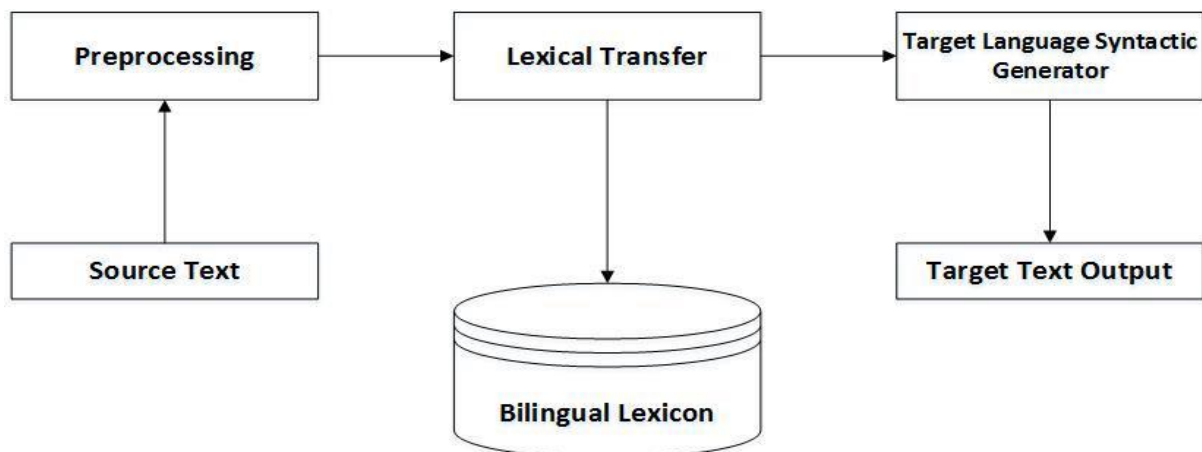 Preprocessing
Lexical Transfer
Target Language Syntactic
Generator
Source Text
Target Text Output
Bilingual Lexicon